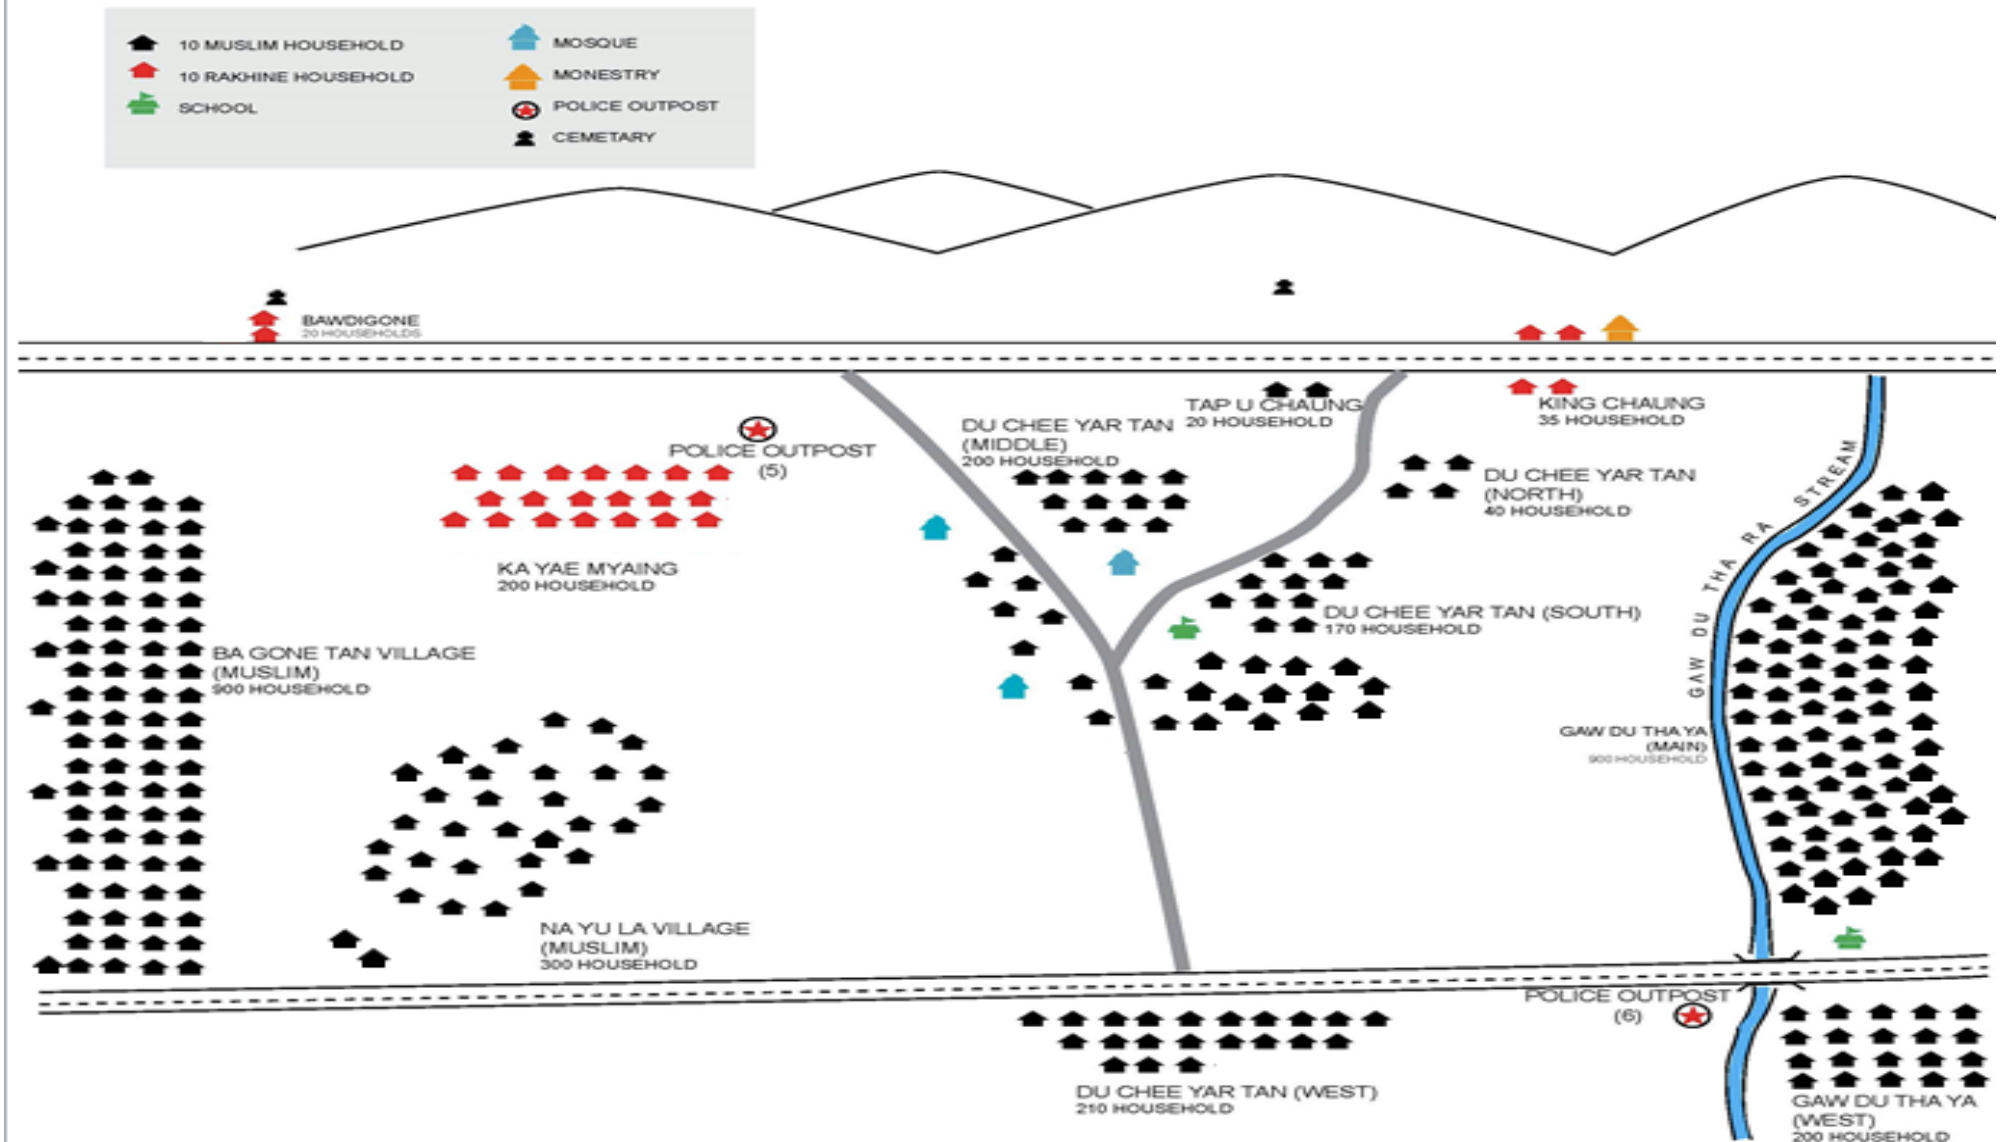 10 MUSLIM HOUSEHOLD
10 RAKHINE HOUSEHOLD
SCHOOL
MOSQUE
MONESTRY
POLICE OUTPOST
CEMETARY
BAWDIGONE
20 HOUSEHOLDS
POLICE OUTPOST
(5)
DU CHEE YAR TAN
(MIDDLE)
200 HOUSEHOLD
TAP U CHAUNG
20 HOUSEHOLD
KING CHAUNG
35 HOUSEHOLD
DU CHEE YAR TAN
(NORTH)
40 HOUSEHOLD
KA YAE MYAING
200 HOUSEHOLD
DU CHEE YAR TAN (SOUTH)
170 HOUSEHOLD
GAW DU THA RA STREAM
BA GONE TAN VILLAGE
(MUSLIM)
900 HOUSEHOLD
GAW DU THA YA
(MAIN)
900 HOUSEHOLD
NA YU LA VILLAGE
(MUSLIM)
300 HOUSEHOLD
POLICE OUTPOST
(6)
DU CHEE YAR TAN (WEST)
210 HOUSEHOLD
GAW DU THA YA
(WEST)
200 HOUSEHOLD